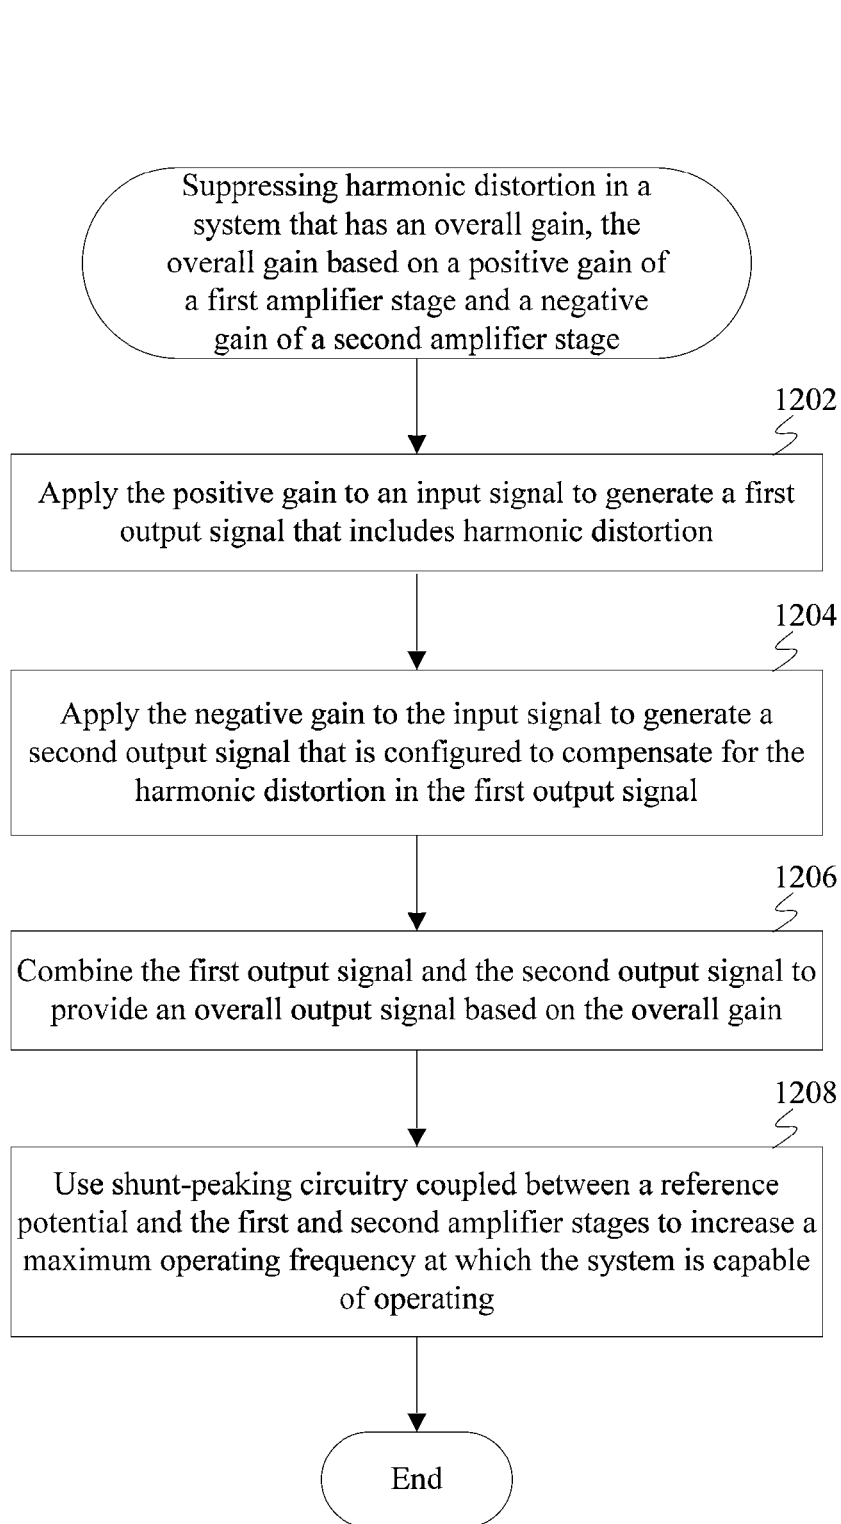 Suppressing harmonic distortion in a
system that has an overall gain, the
overall gain based on a positive gain of
a first amplifier stage and a negative
gain of a second amplifier stage
1202
Apply the positive gain to an input signal to generate a first
output signal that includes harmonic distortion
1204
Apply the negative gain to the input signal to generate a
second output signal that is configured to compensate for the
harmonic distortion in the first output signal
1206
Combine the first output signal and the second output signal to
provide an overall output signal based on the overall gain
1208
Use shunt-peaking circuitry coupled between a reference
potential and the first and second amplifier stages to increase a
maximum operating frequency at which the system is capable
of operating
End